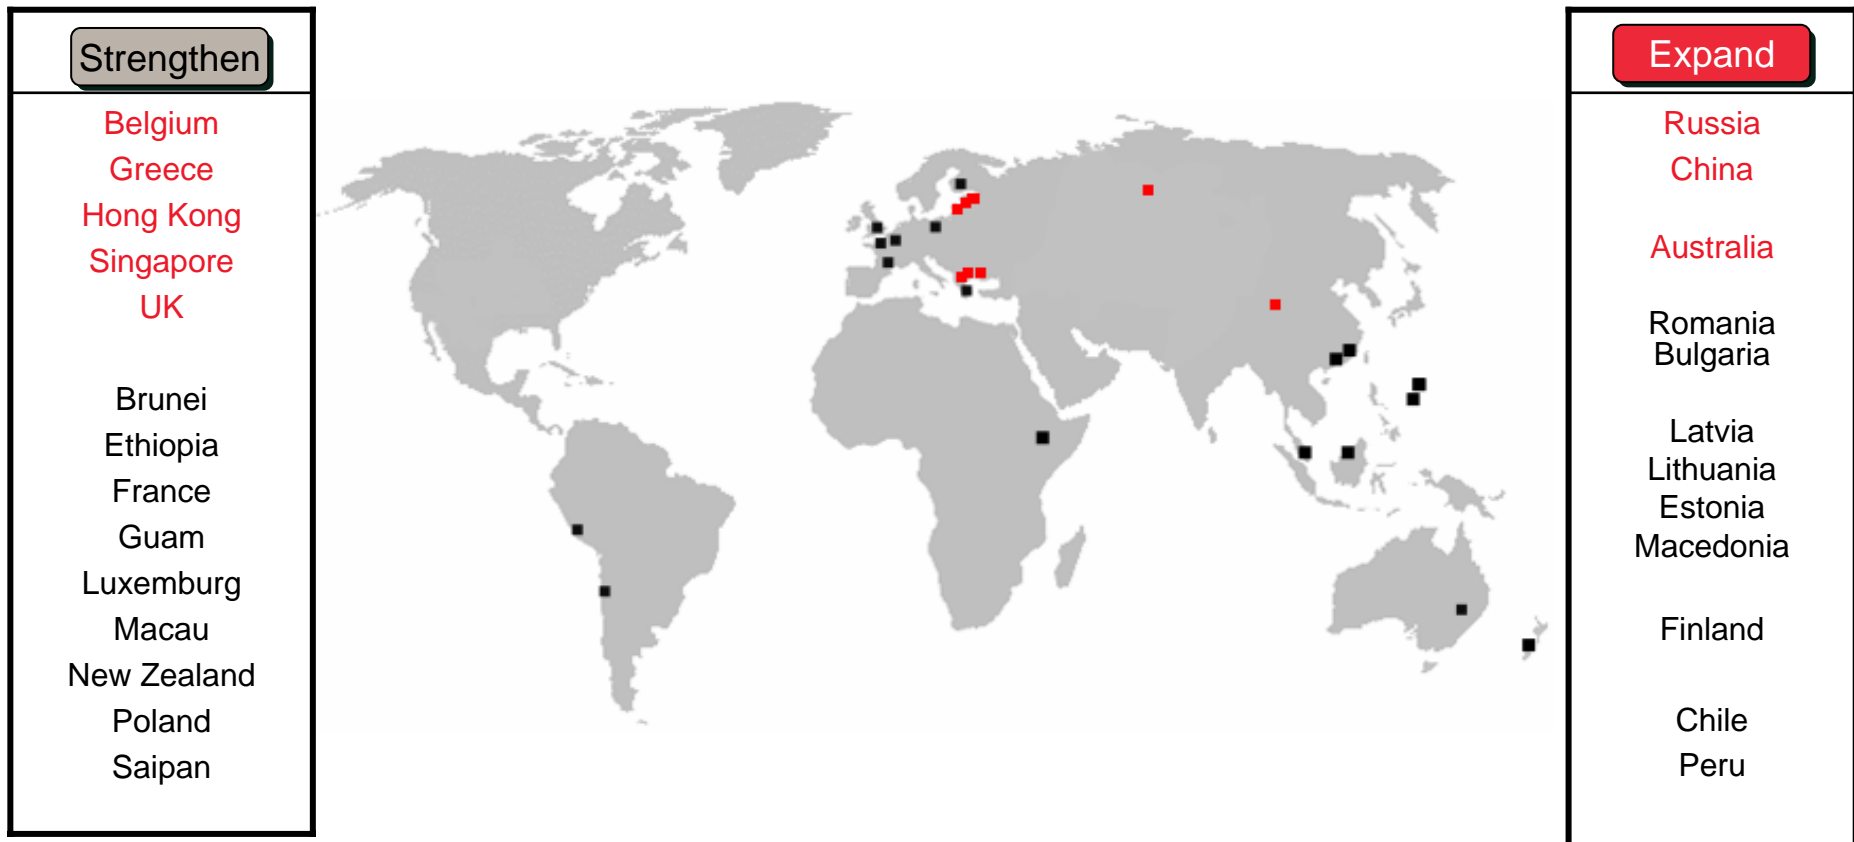 Strengthen
Belgium
Greece
Hong Kong
Singapore
UK
Brunei
Ethiopia
France
Guam
Luxemburg
Macau
New Zealand
Poland
Saipan
Expand
Russia
China
Australia
Romania
Bulgaria
Latvia
Lithuania
Estonia
Macedonia
Finland
Chile
Peru